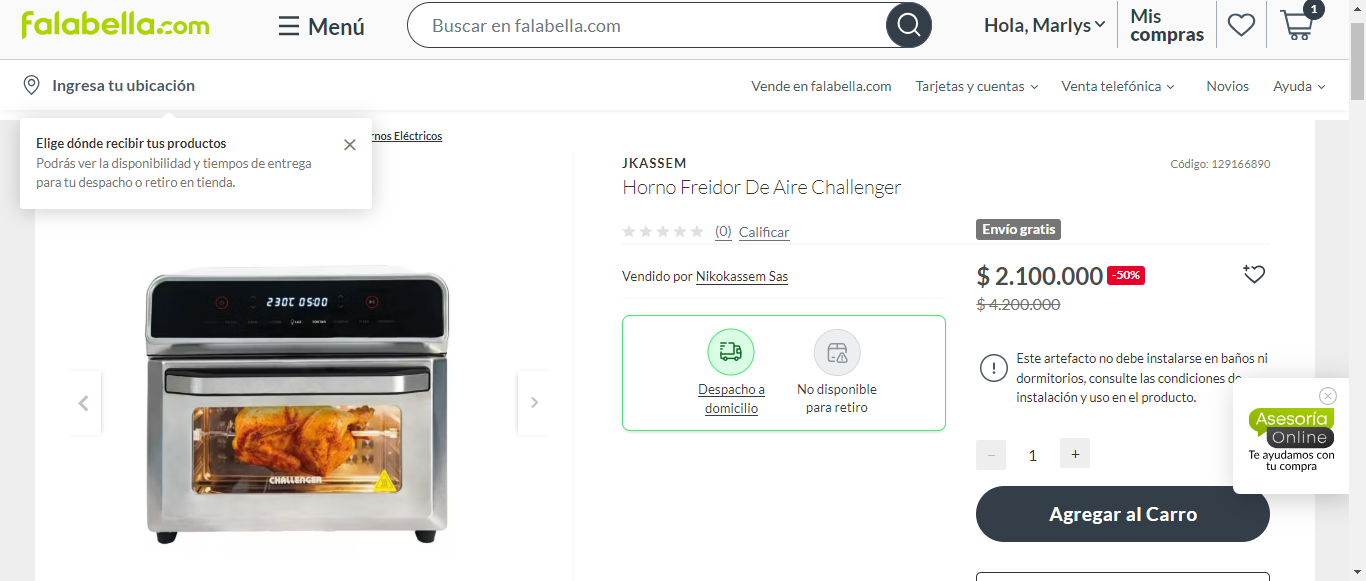 falabella.com
Menú
Buscar en falabella.com
Hola, Marlys
Mis
compras
1
Ingresa tu ubicación
Vende en falabella.com
Tarjetas y cuentas
Venta telefónica
Novios
Ayuda
Elige dónde recibir tus productos
Podrás ver la disponibilidad y tiempos de entrega
para tu despacho o retiro en tienda.
rnos Eléctricos
JKASSEM
Código: 129166890
Horno Freidor De Aire Challenger
(0) Calificar
Envío gratis
Vendido por Nikokassem Sas
$ 2.100.000 -50%
$ 4.200.000
Despacho a
domicilio
No disponible
para retiro
Este artefacto no debe instalarse en baños ni
dormitorios, consulte las condiciones de
instalación y uso en el producto.
− 1 +
Agregar al Carro
Asesoría
Online
Te ayudamos con
tu compra
230C 05:00
CHALLENGER